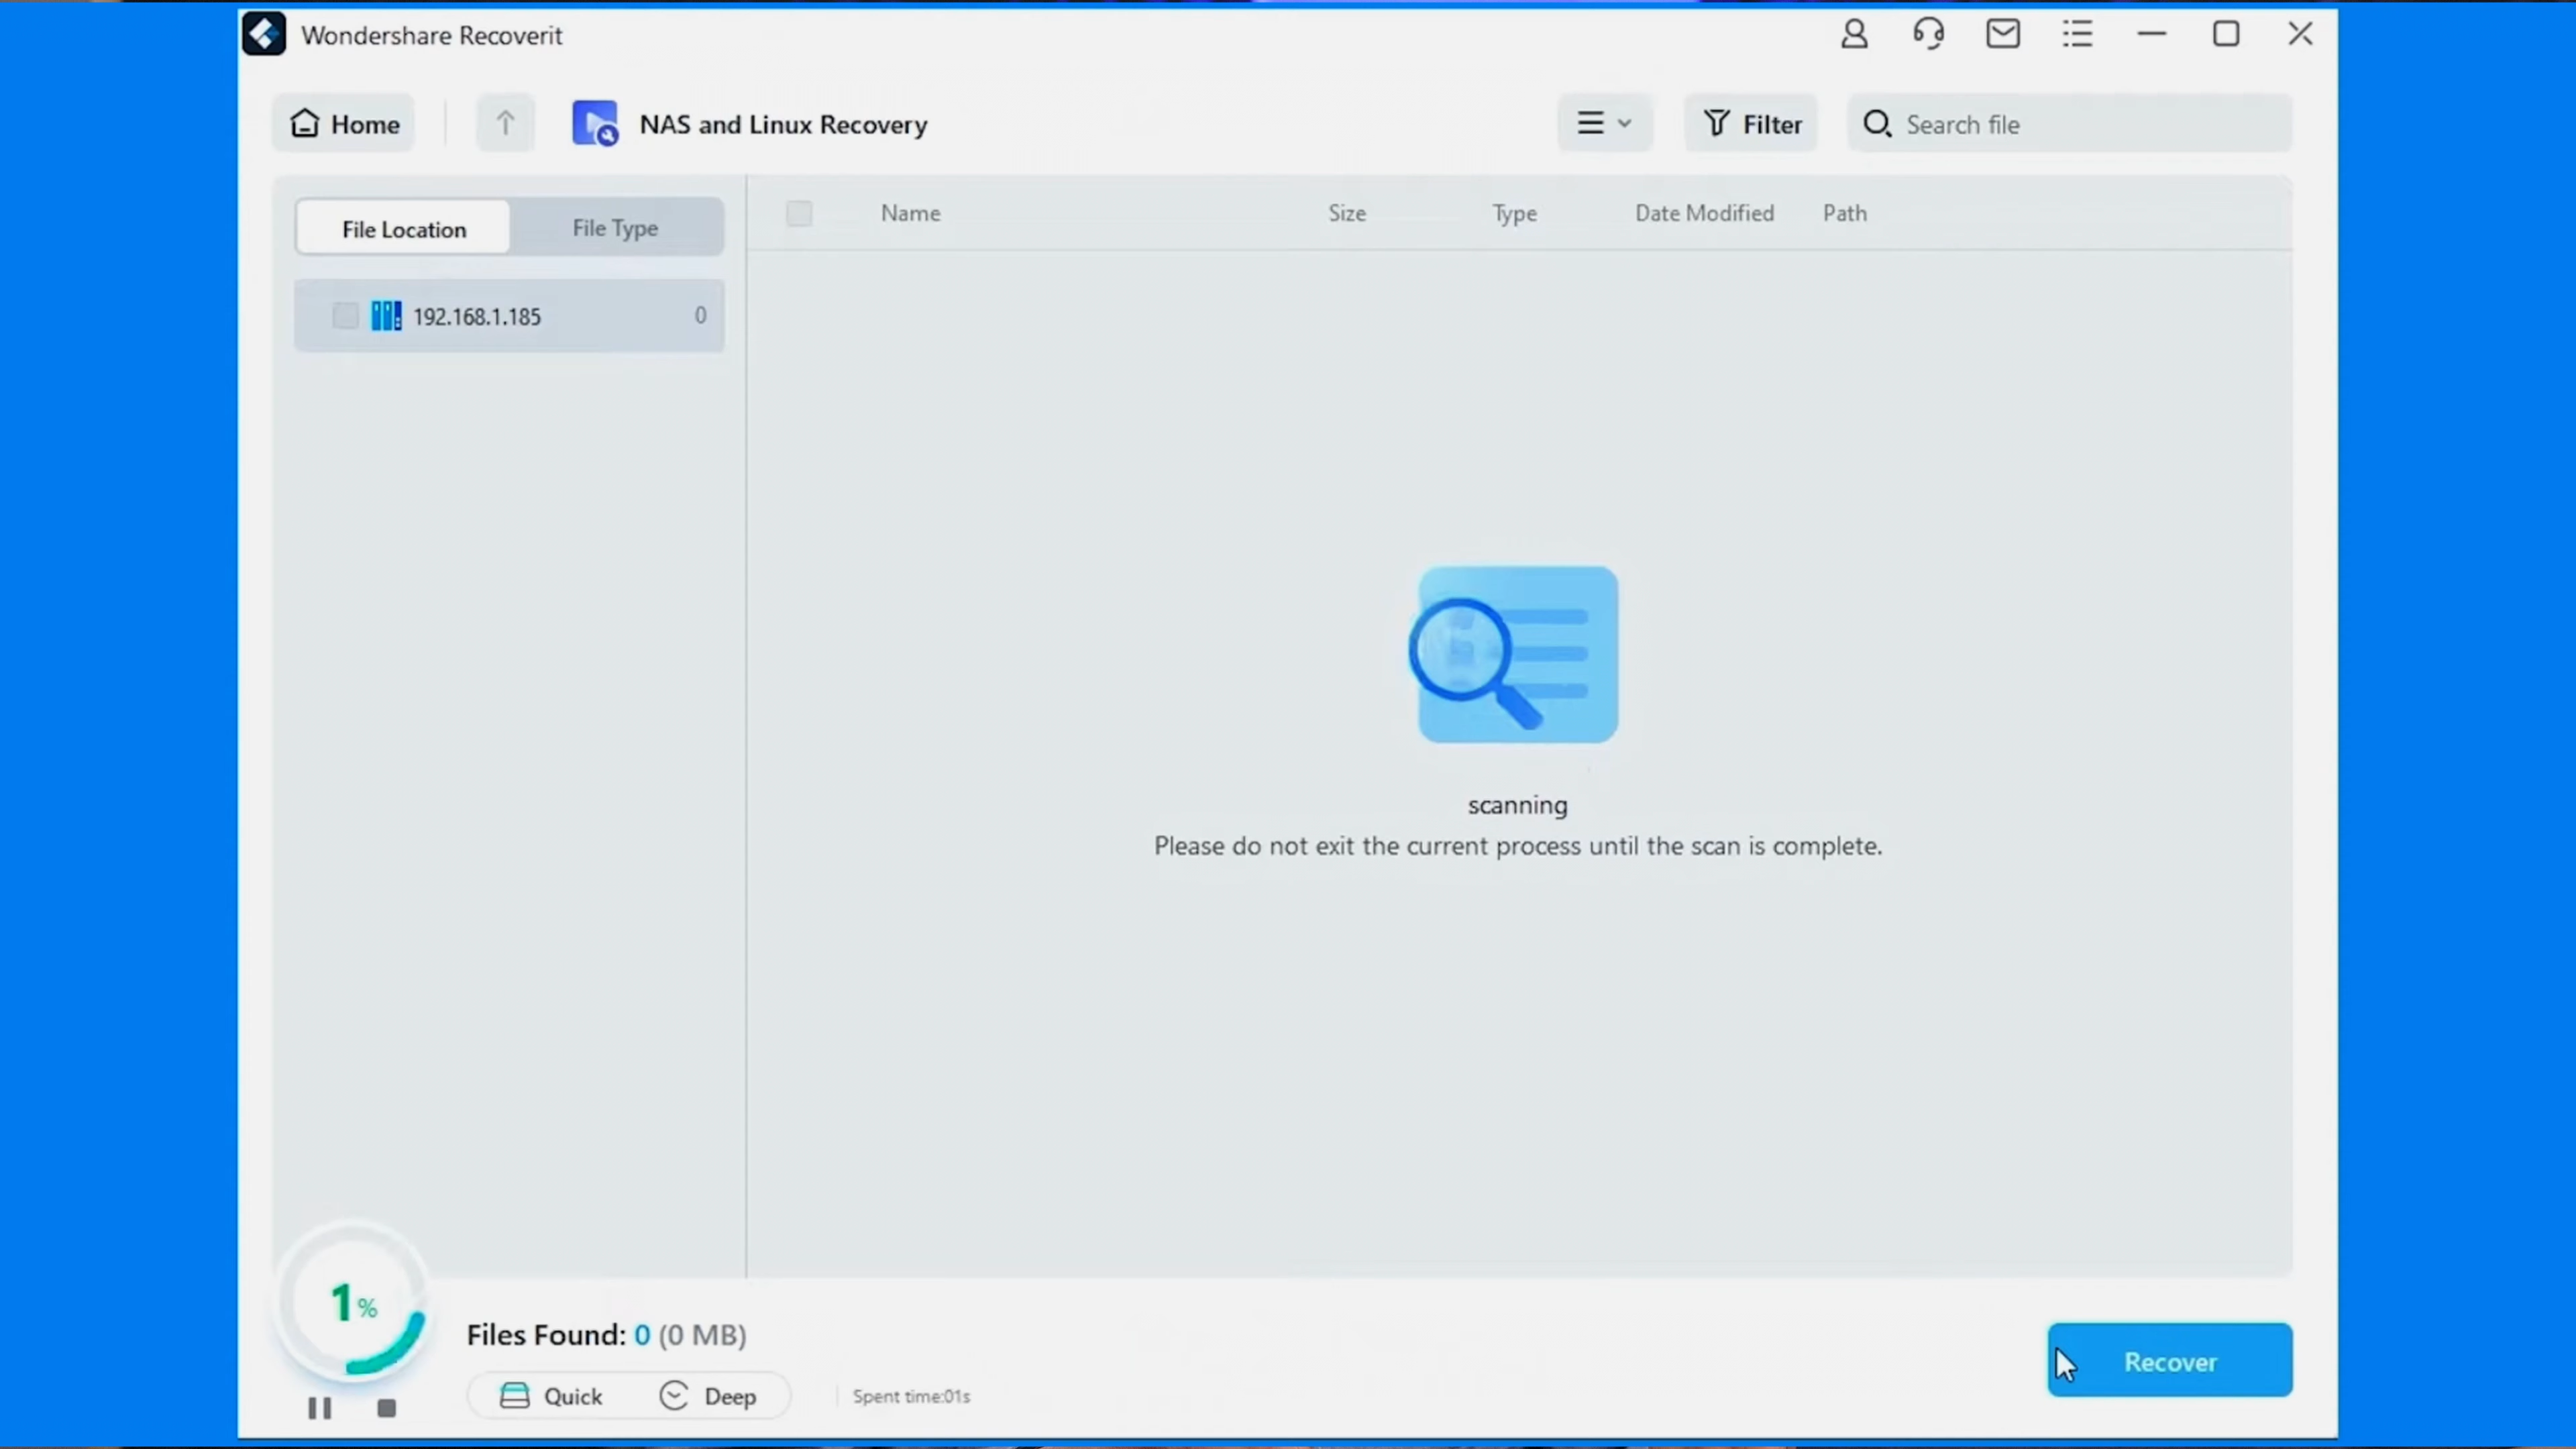 Wondershare Recoverit
Home
NAS and Linux Recovery
Filter
Search file
File Location
File Type
Name
Size
Type
Date Modified
Path
192.168.1.185
0
scanning
Please do not exit the current process until the scan is complete.
1%
Files Found: 0 (0 MB)
Recover
Quick
Deep
Spent time:01s